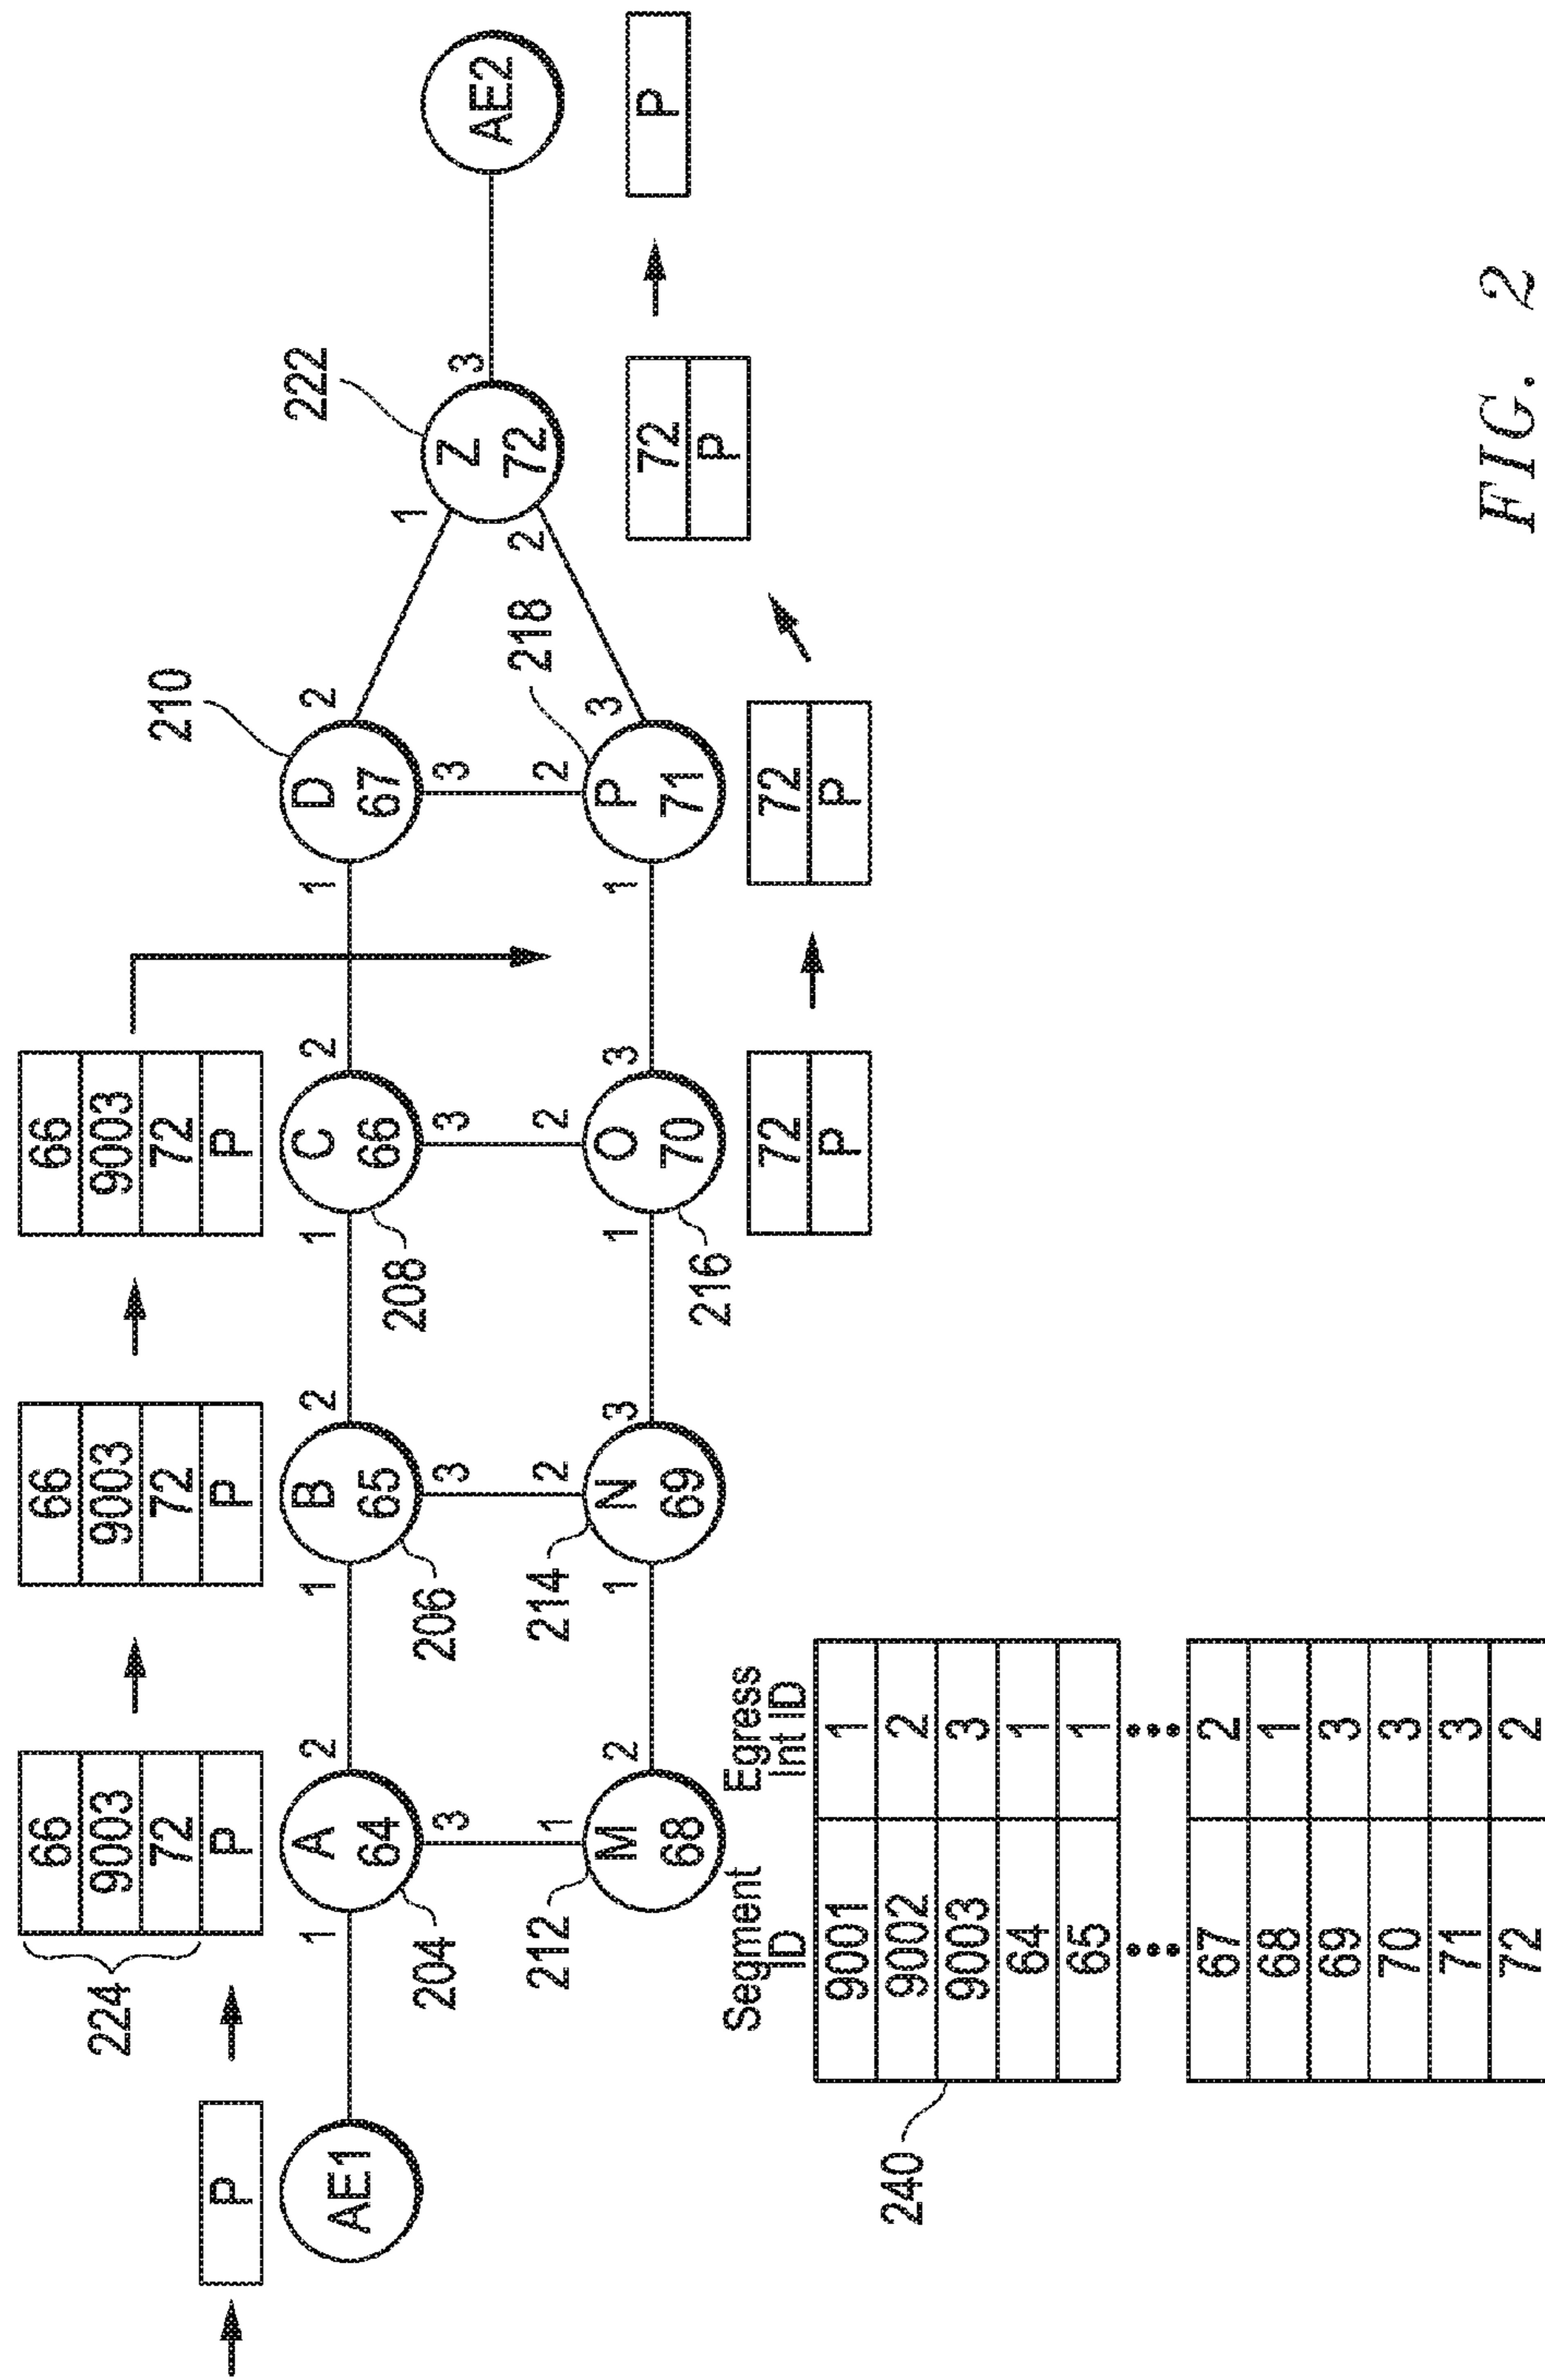 66
9003
72
P
66
9003
72
P
66
9003
72
P
224
P
210
222
AE1
1
A
64
2
3
1
B
65
2
3
1
C
66
2
3
1
D
67
2
3
1
Z
72
3
2
AE2
204
206
208
218
212
214
1
M
68
2
2
1
N
69
3
2
1
O
70
3
2
1
P
71
3
216
72
P
72
P
72
P
P
Segment
ID
Egress
Int ID
9001 1
9002 2
9003 3
64 1
65 1
67 2
68 1
69 3
70 3
71 3
72 2
240
FIG. 2